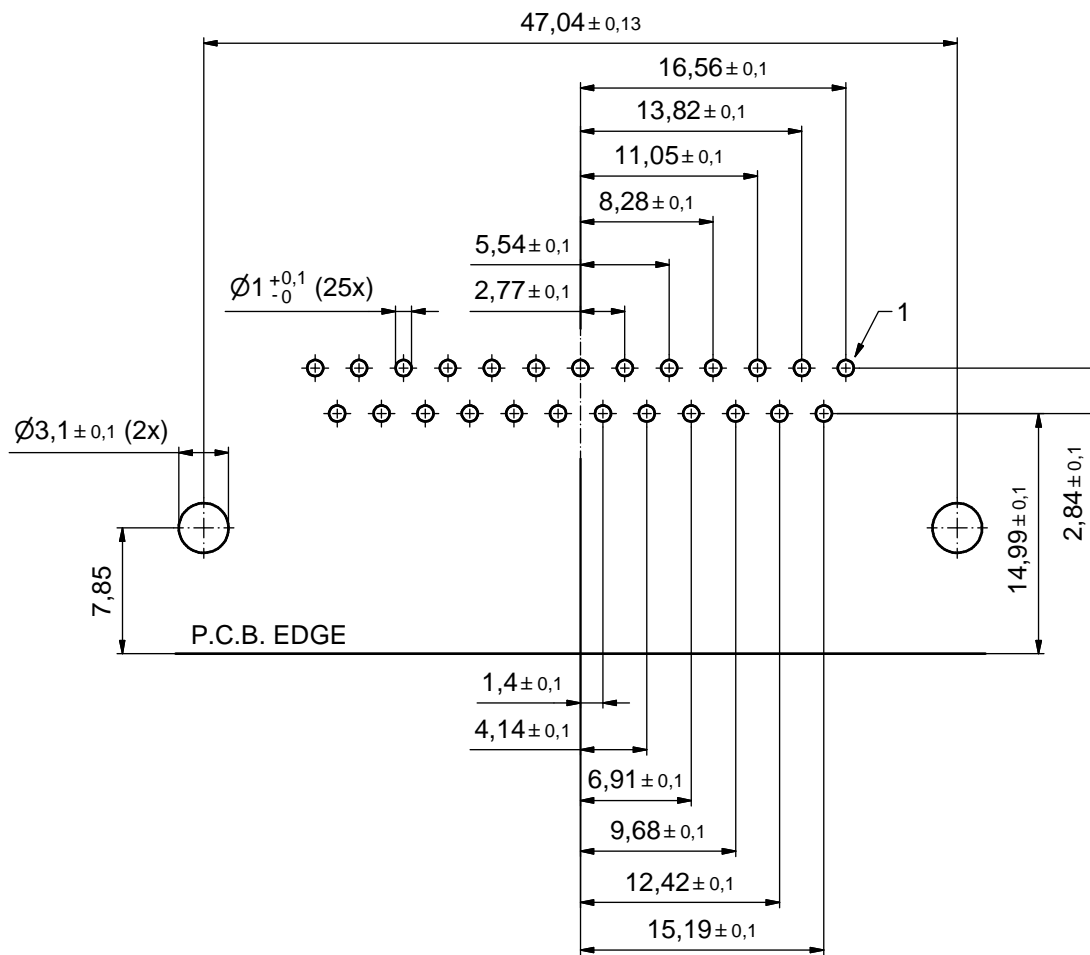 47,04 ± 0,13
16,56 ± 0,1
13,82 ± 0,1
11,05 ± 0,1
8,28 ± 0,1
5,54 ± 0,1
Ø1 +0,1 -0 (25x)
2,77 ± 0,1
1
Ø3,1 ± 0,1 (2x)
2,84 ± 0,1
14,99 ± 0,1
7,85
P.C.B. EDGE
1,4 ± 0,1
4,14 ± 0,1
6,91 ± 0,1
9,68 ± 0,1
12,42 ± 0,1
15,19 ± 0,1